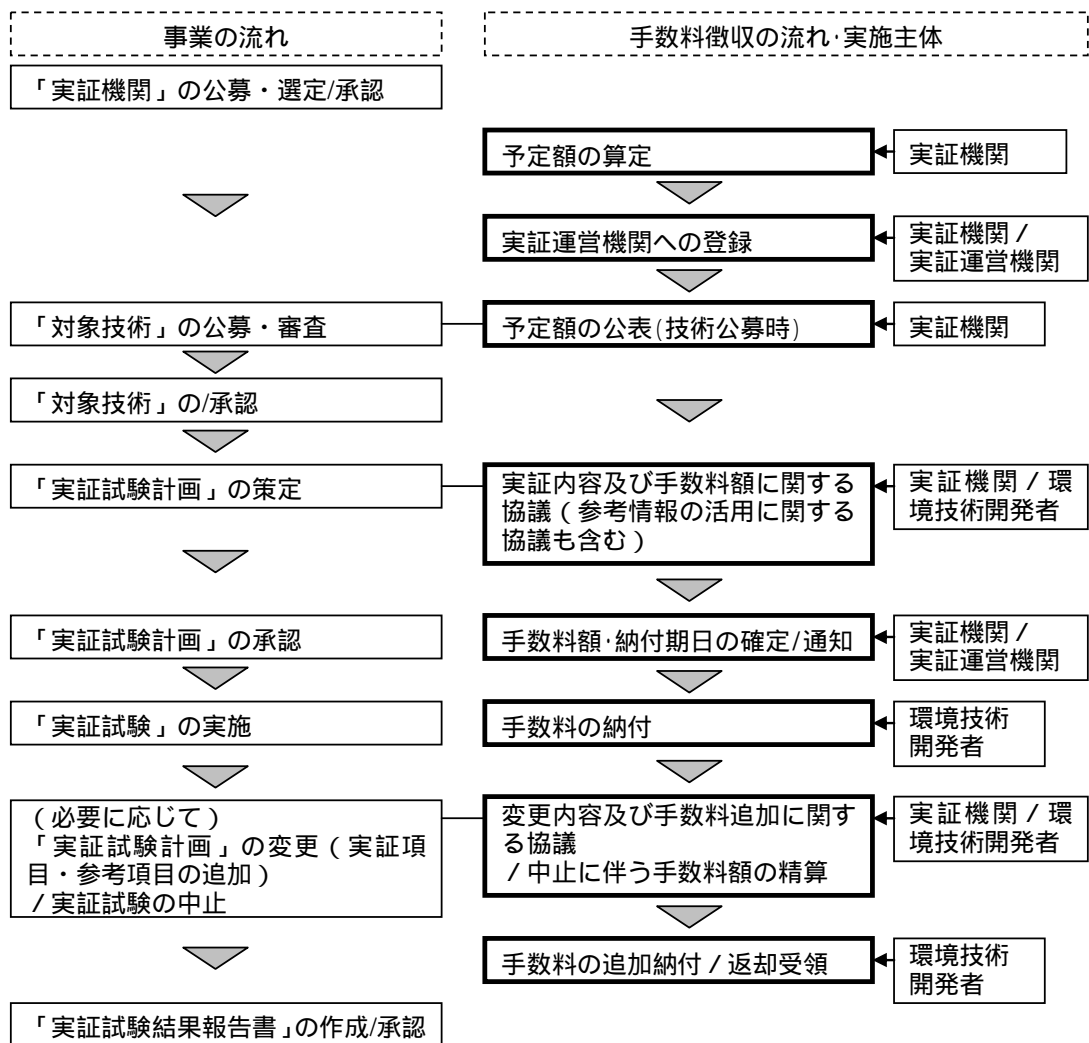 事業の流れ
手数料徴収の流れ･実施主体
「実証機関」の公募・選定/承認
予定額の算定
実証機関
実証運営機関への登録
実証機関 /
実証運営機関
「対象技術」の公募・審査
予定額の公表(技術公募時)
実証機関
「対象技術」の/承認
「実証試験計画」の策定
実証内容及び手数料額に関する
協議（参考情報の活用に関する
協議も含む）
実証機関 / 環
境技術開発者
「実証試験計画」の承認
手数料額･納付期日の確定/通知
実証機関 /
実証運営機関
「実証試験」の実施
手数料の納付
環境技術
開発者
（必要に応じて）
「実証試験計画」の変更（実証項
目・参考項目の追加）
/ 実証試験の中止
変更内容及び手数料追加に関す
る協議
/ 中止に伴う手数料額の精算
実証機関 / 環
境技術開発者
手数料の追加納付 / 返却受領
環境技術
開発者
「実証試験結果報告書」の作成/承認